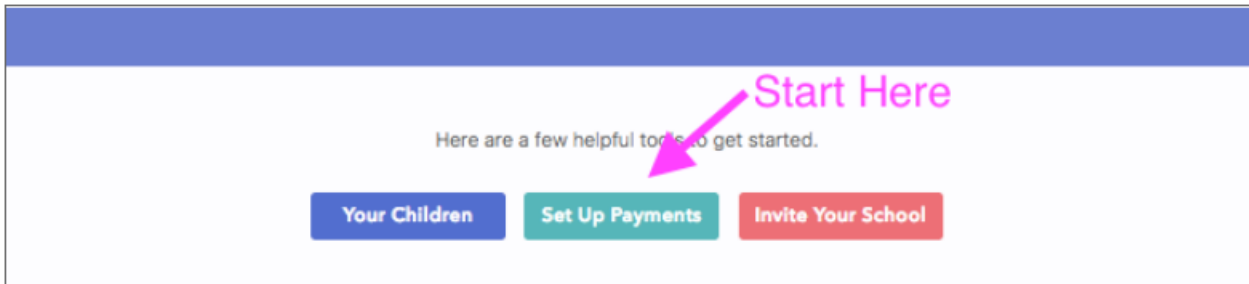 Start Here
Here are a few helpful tools to get started.
Your Children
Set Up Payments
Invite Your School